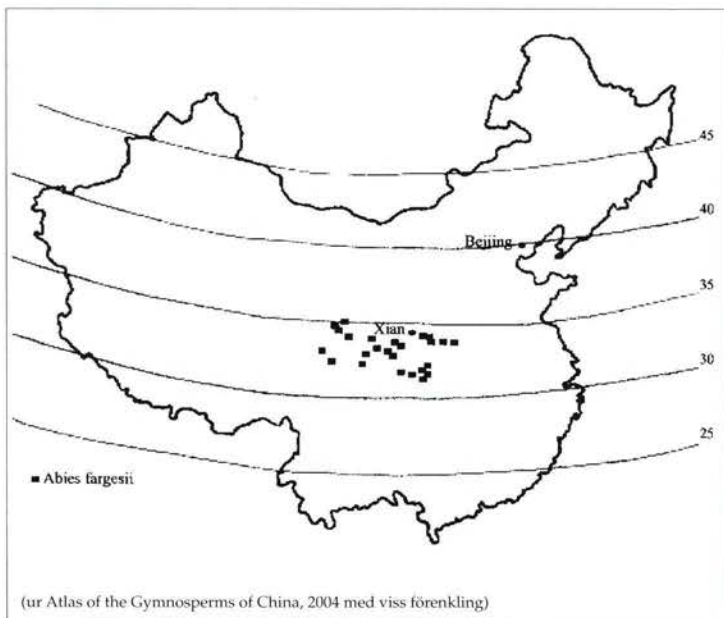 45
40
Bejjing
35
Xian
30
25
Abies fargesii
(ur Atlas of the Gymnosperms of China, 2004 med viss förenkling)